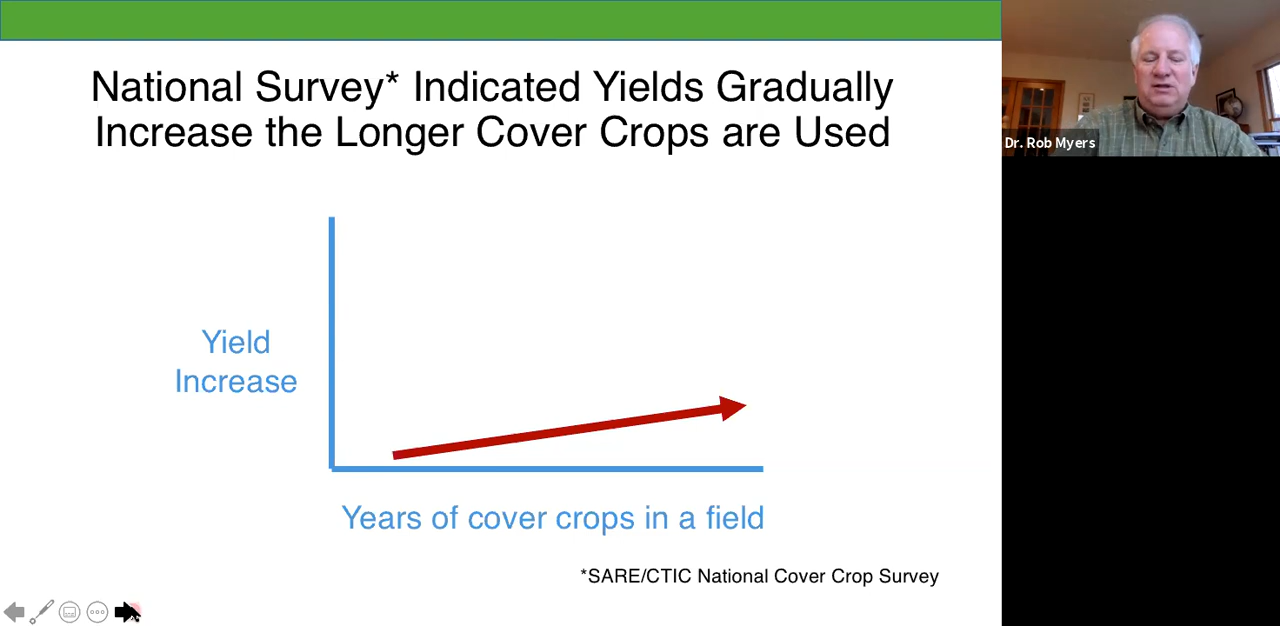 National Survey* Indicated Yields Gradually
Increase the Longer Cover Crops are Used
Dr. Rob Myers
Yield
Increase
Years of cover crops in a field
*SARE/CTIC National Cover Crop Survey